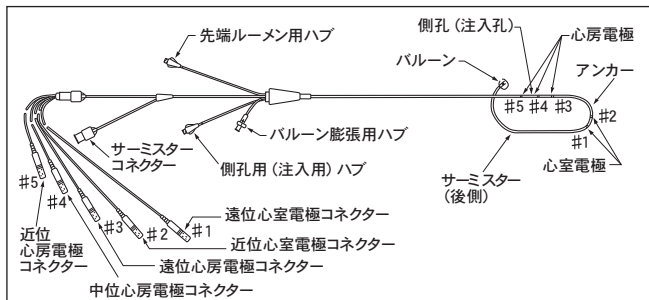 先端ルーメン用ハブ
側孔（注入孔）
心房電極
バルーン
アンカー
♯5
♯4
♯3
♯2
♯1
心室電極
サーミスター
（後側）
バルーン膨張用ハブ
側孔用（注入用）ハブ
サーミスター
コネクター
♯5
♯4
♯3
♯2
♯1
遠位心室電極コネクター
近位心室電極コネクター
遠位心房電極コネクター
中位心房電極コネクター
近位
心房電極
コネクター